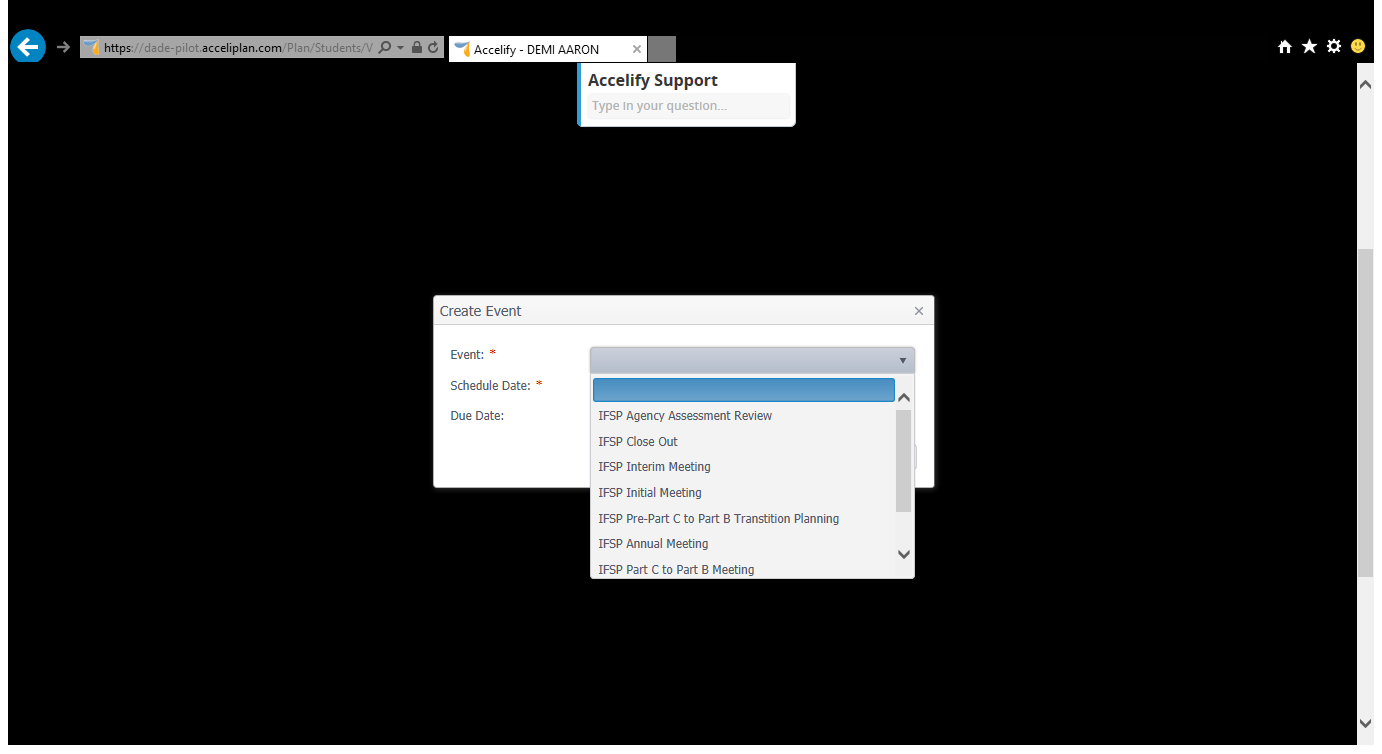 https://dade-pilot.acceliplan.com/Plan/Students/V
Accelify - DEMI AARON
Accelify Support
Type in your question...
Create Event
Event: *
Schedule Date: *
Due Date:
IFSP Agency Assessment Review
IFSP Close Out
IFSP Interim Meeting
IFSP Initial Meeting
IFSP Pre-Part C to Part B Transtition Planning
IFSP Annual Meeting
IFSP Part C to Part B Meeting